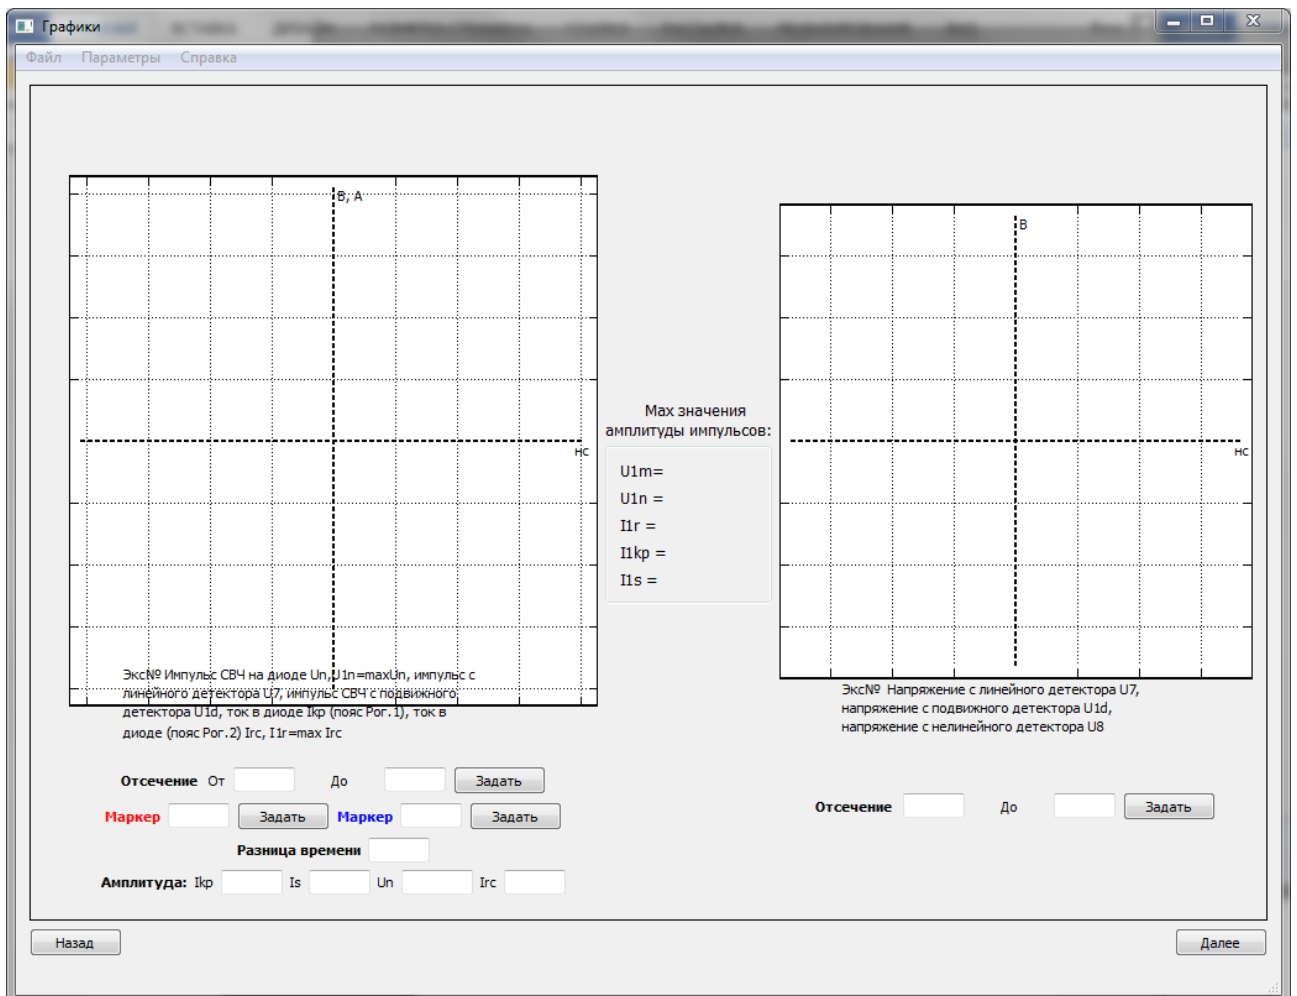 Графики
Файл Параметры Справка
В, А
нс
Мах значения
амплитуды импульсов:
U1m=
U1n =
I1r =
I1kp =
I1s =
В
нс
Экс№ Импульс СВЧ на диоде Un,U1n=maxUn, импульс с
линейного детектора U7, импульс СВЧ с подвижного
детектора U1d, ток в диоде Ikp (пояс Рог.1), ток в
диоде (пояс Рог.2) Irc, I1r=max Irc
Экс№ Напряжение с линейного детектора U7,
напряжение с подвижного детектора U1d,
напряжение с нелинейного детектора U8
Отсечение От До Задать
Маркер Задать Маркер Задать
Разница времени
Амплитуда: Ikp Is Un Irc
Отсечение До Задать
Назад Далее